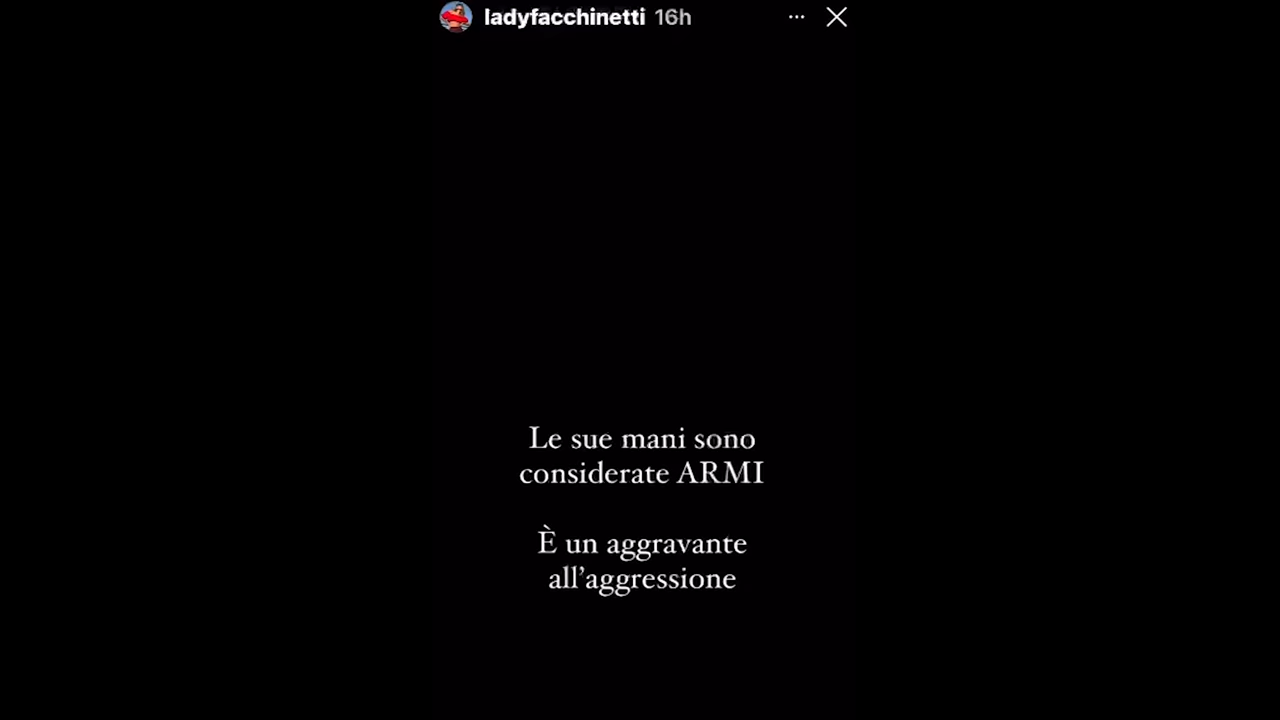 ladyfacchinetti 16h
Le sue mani sono
considerate ARMI
È un aggravante
all’aggressione